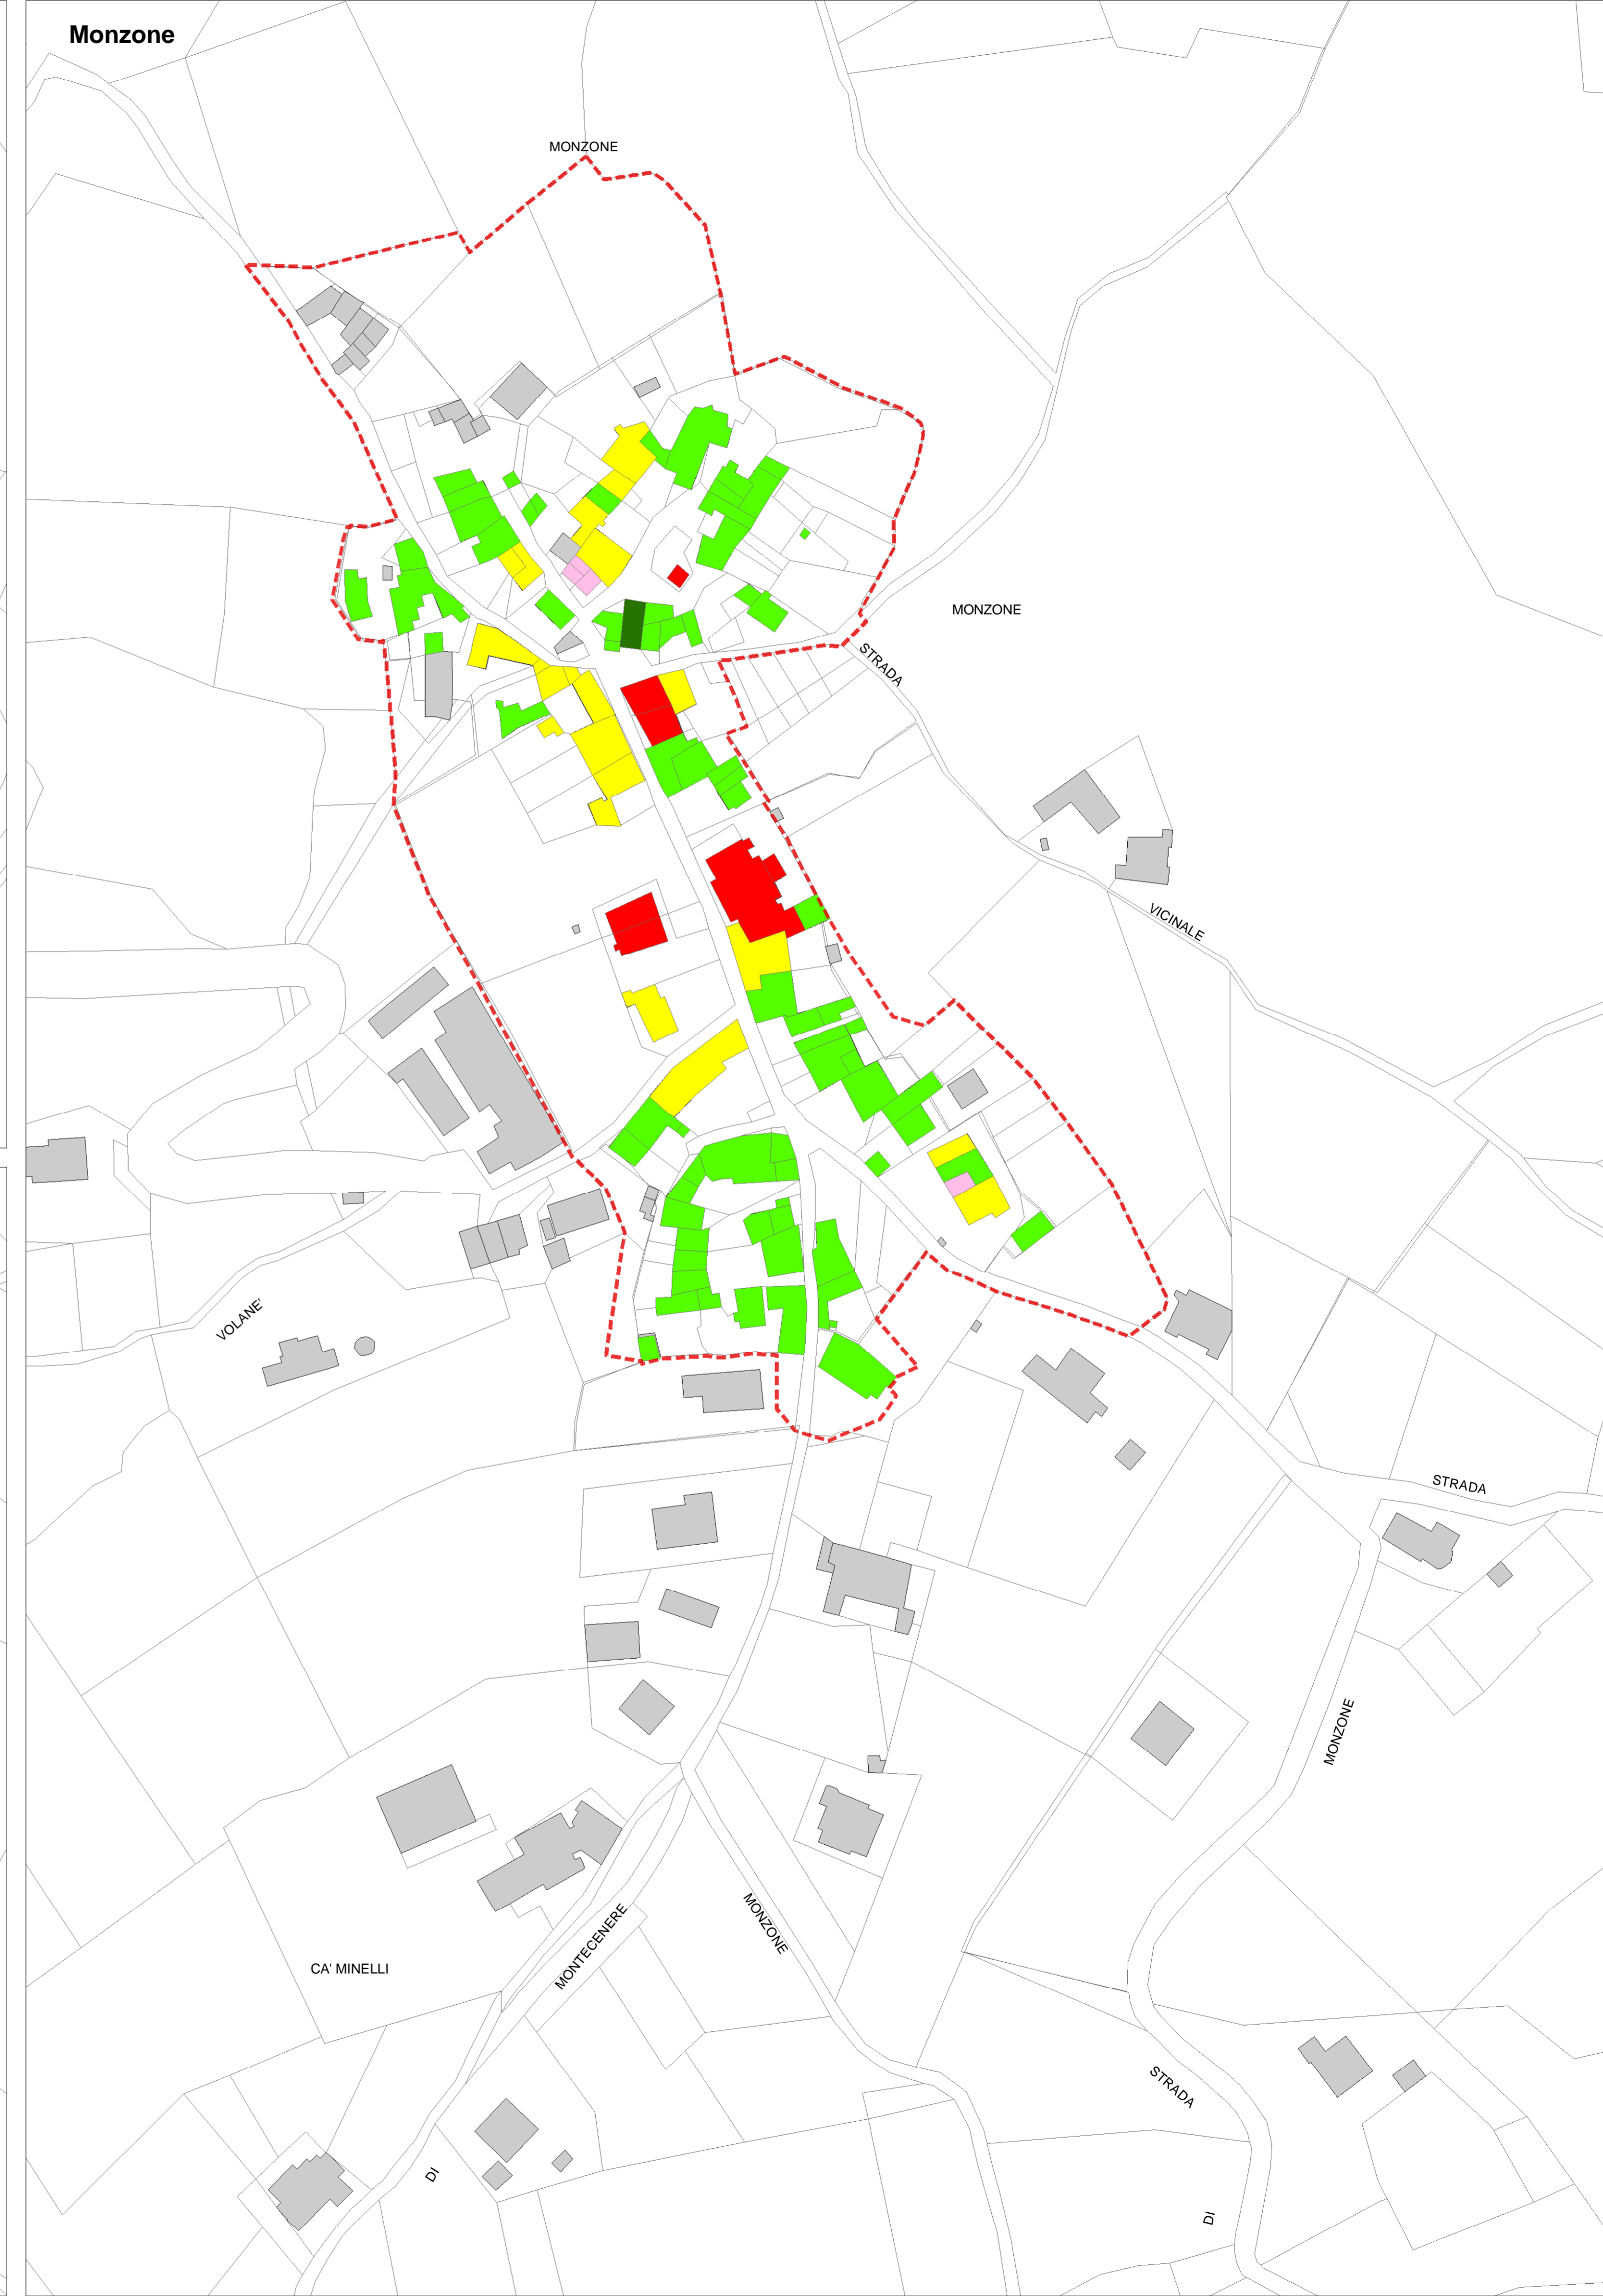 Monzone
MONZONE
MONZONE
STRADA
VICINALE
VOLANE'
STRADA
MONZONE
MONZONE
MONTECENERE
CA' MINELLI
STRADA
DI
DI